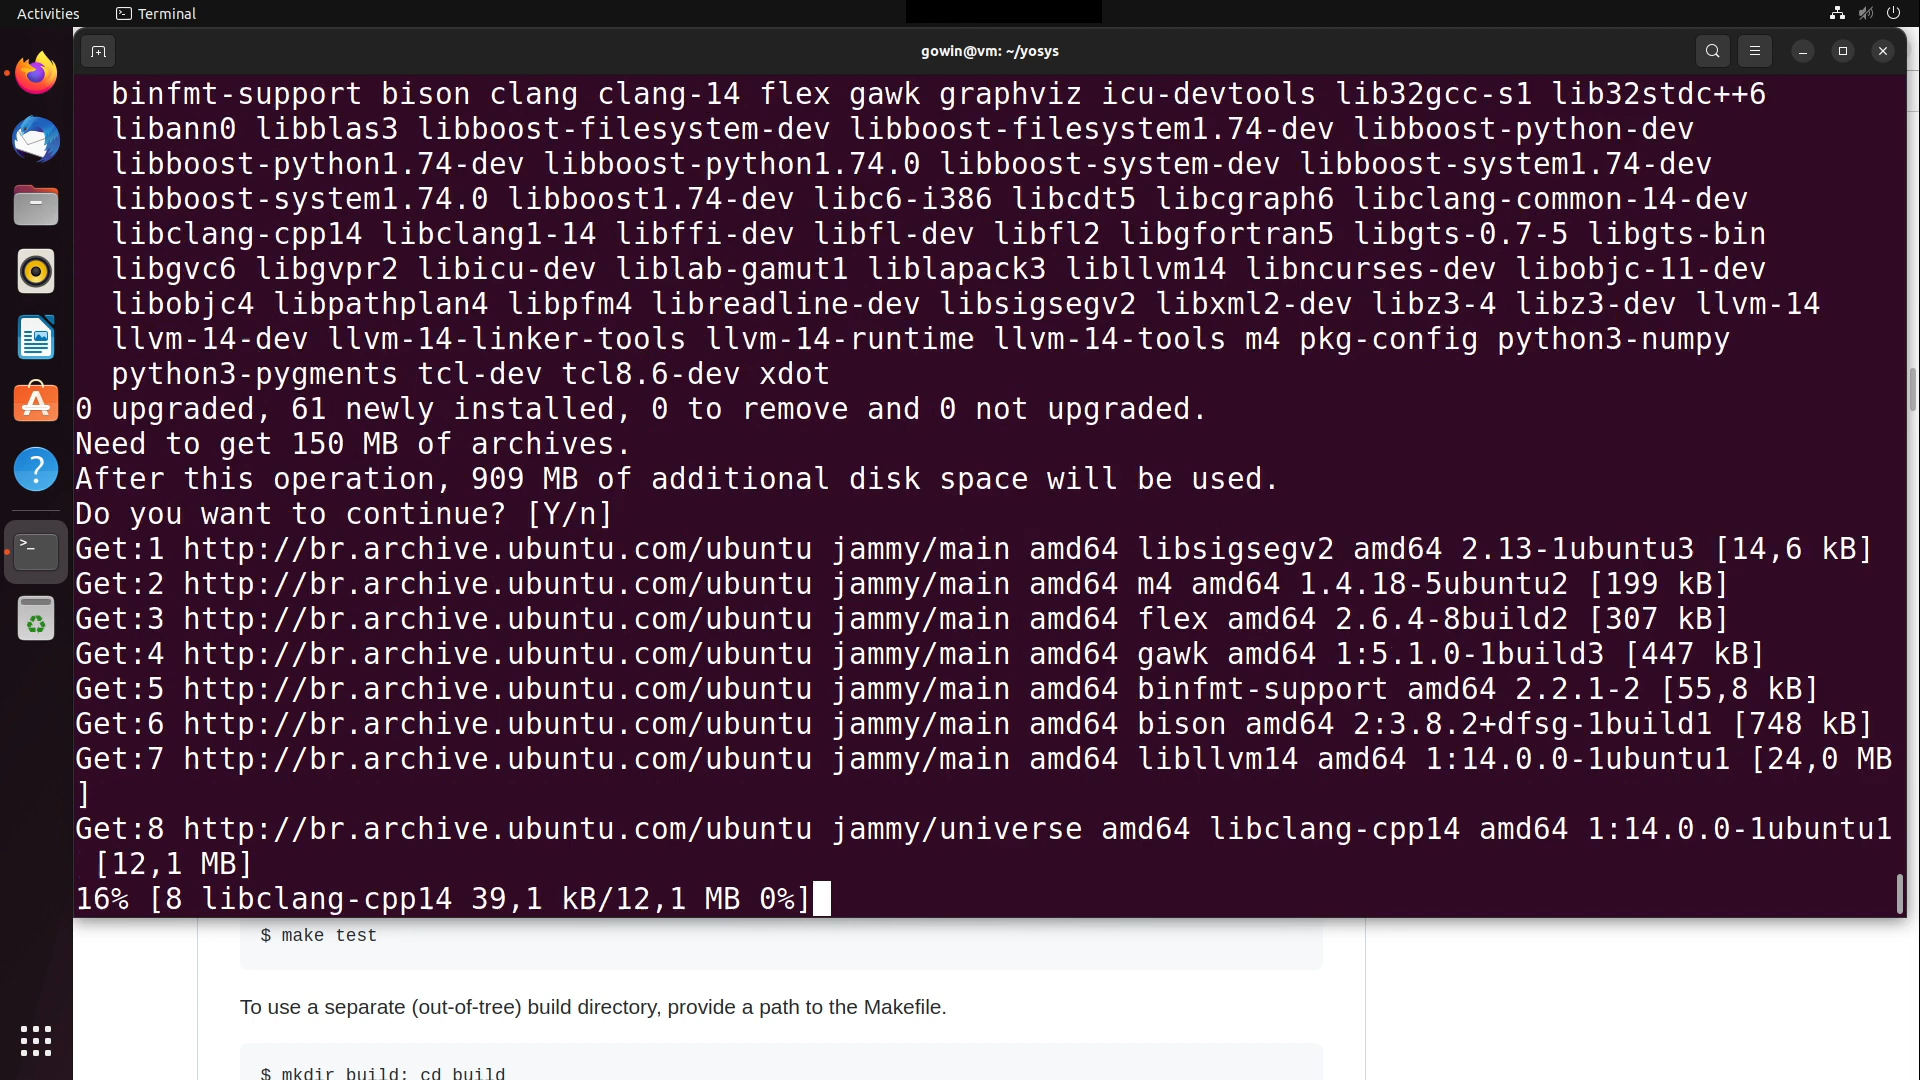 Activities
Terminal
gowin@vm: ~/yosys
binfmt-support bison clang clang-14 flex gawk graphviz icu-devtools lib32gcc-s1 lib32stdc++6
libann0 libblas3 libboost-filesystem-dev libboost-filesystem1.74-dev libboost-python-dev
libboost-python1.74-dev libboost-python1.74.0 libboost-system-dev libboost-system1.74-dev
libboost-system1.74.0 libboost1.74-dev libc6-i386 libcdt5 libcgraph6 libclang-common-14-dev
libclang-cpp14 libclang1-14 libffi-dev libfl-dev libfl2 libgfortran5 libgts-0.7-5 libgts-bin
libgvc6 libgvpr2 libicu-dev liblab-gamut1 liblapack3 libllvm14 libncurses-dev libobjc-11-dev
libobjc4 libpathplan4 libpfm4 libreadline-dev libsigsegv2 libxml2-dev libz3-4 libz3-dev llvm-14
llvm-14-dev llvm-14-linker-tools llvm-14-runtime llvm-14-tools m4 pkg-config python3-numpy
python3-pygments tcl-dev tcl8.6-dev xdot
0 upgraded, 61 newly installed, 0 to remove and 0 not upgraded.
Need to get 150 MB of archives.
After this operation, 909 MB of additional disk space will be used.
Do you want to continue? [Y/n]
Get:1 http://br.archive.ubuntu.com/ubuntu jammy/main amd64 libsigsegv2 amd64 2.13-1ubuntu3 [14,6 kB]
Get:2 http://br.archive.ubuntu.com/ubuntu jammy/main amd64 m4 amd64 1.4.18-5ubuntu2 [199 kB]
Get:3 http://br.archive.ubuntu.com/ubuntu jammy/main amd64 flex amd64 2.6.4-8build2 [307 kB]
Get:4 http://br.archive.ubuntu.com/ubuntu jammy/main amd64 gawk amd64 1:5.1.0-1build3 [447 kB]
Get:5 http://br.archive.ubuntu.com/ubuntu jammy/main amd64 binfmt-support amd64 2.2.1-2 [55,8 kB]
Get:6 http://br.archive.ubuntu.com/ubuntu jammy/main amd64 bison amd64 2:3.8.2+dfsg-1build1 [748 kB]
Get:7 http://br.archive.ubuntu.com/ubuntu jammy/main amd64 libllvm14 amd64 1:14.0.0-1ubuntu1 [24,0 MB
]
Get:8 http://br.archive.ubuntu.com/ubuntu jammy/universe amd64 libclang-cpp14 amd64 1:14.0.0-1ubuntu1
[12,1 MB]
16% [8 libclang-cpp14 39,1 kB/12,1 MB 0%]
$ make test
To use a separate (out-of-tree) build directory, provide a path to the Makefile.
$ mkdir build; cd build